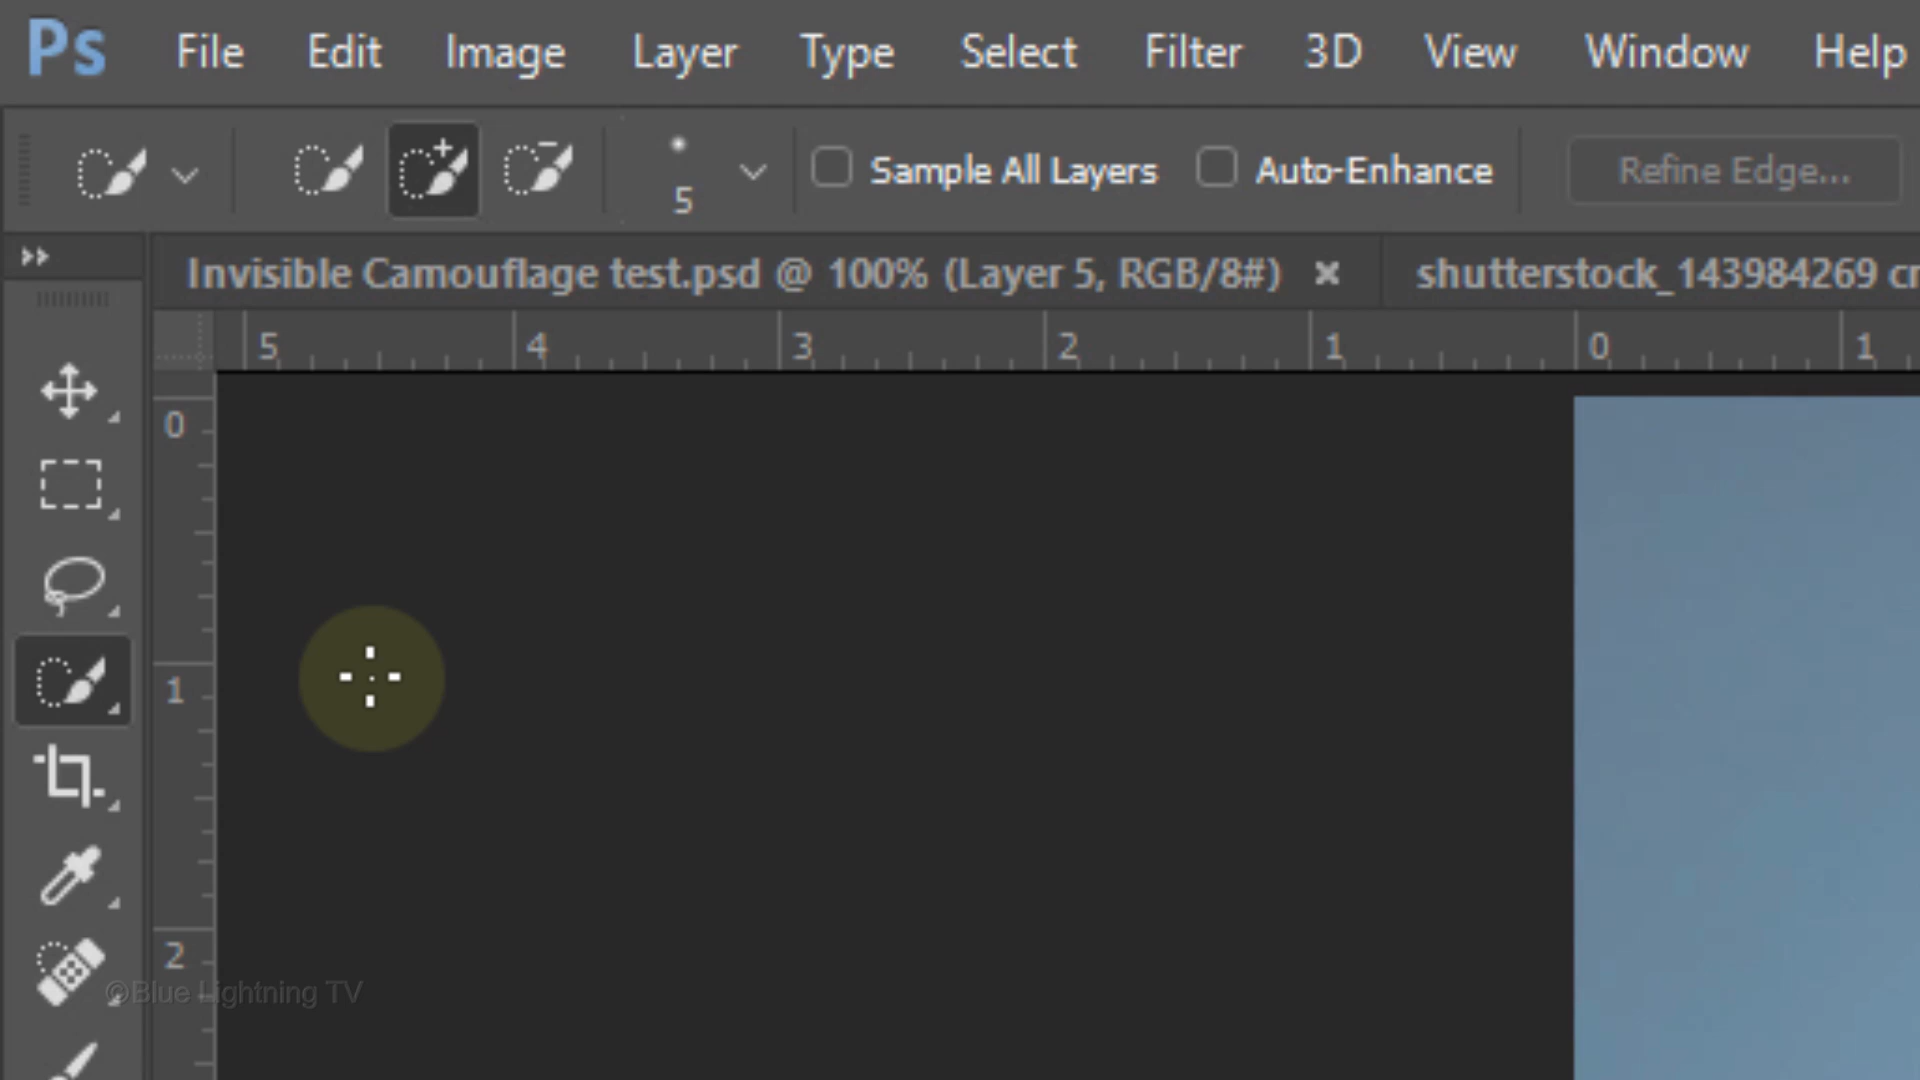 Ps File Edit Image Layer Type Select Filter 3D View Window Help
5 Sample All Layers Auto-Enhance Refine Edge...
Invisible Camouflage test.psd @ 100% (Layer 5, RGB/8#) × shutterstock_143984269 cr
5 4 3 2 1 0 1
0
1
2
©Blue Lightning TV